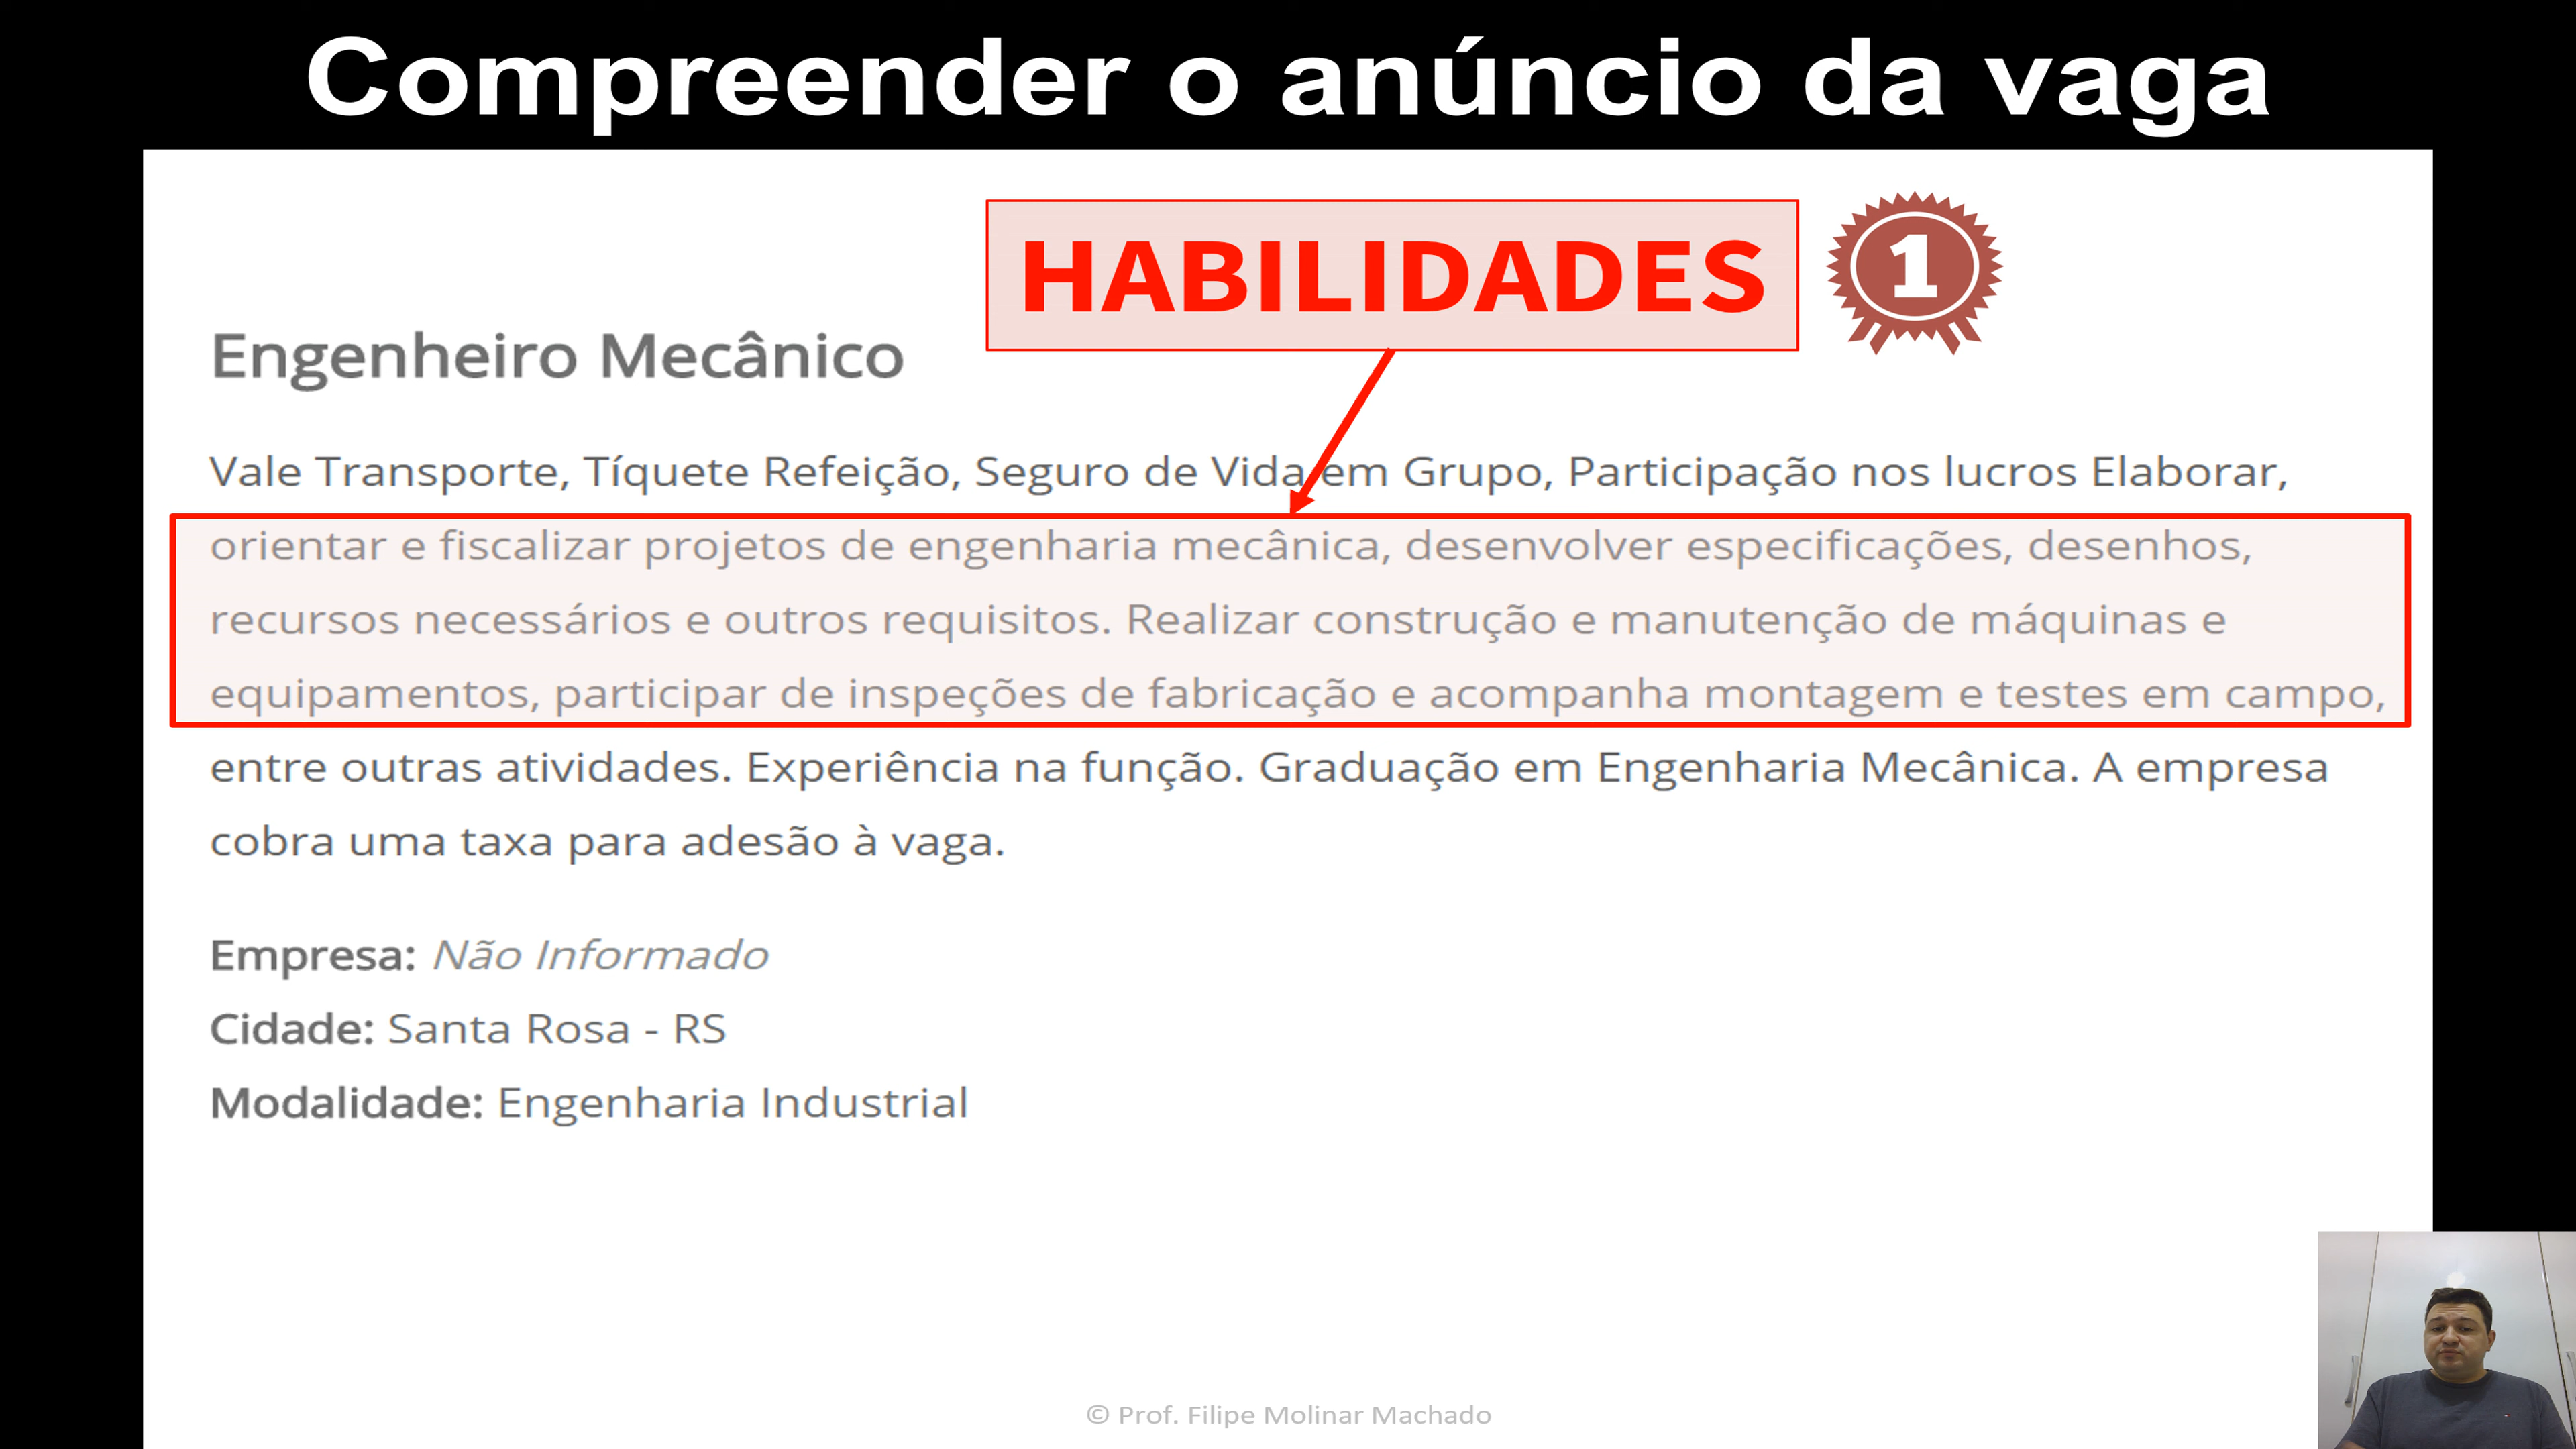 Compreender o anúncio da vaga
HABILIDADES
1
Engenheiro Mecânico
Vale Transporte, Tíquete Refeição, Seguro de Vida em Grupo, Participação nos lucros Elaborar,
orientar e fiscalizar projetos de engenharia mecânica, desenvolver especificações, desenhos,
recursos necessários e outros requisitos. Realizar construção e manutenção de máquinas e
equipamentos, participar de inspeções de fabricação e acompanha montagem e testes em campo,
entre outras atividades. Experiência na função. Graduação em Engenharia Mecânica. A empresa
cobra uma taxa para adesão à vaga.
Empresa: Não Informado
Cidade: Santa Rosa - RS
Modalidade: Engenharia Industrial
© Prof. Filipe Molinar Machado